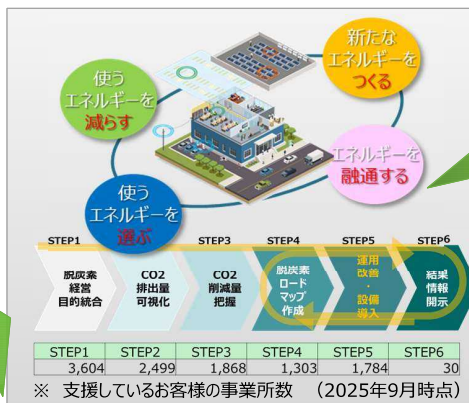 使う
エネルギーを
減らす
新たな
エネルギーを
つくる
使う
エネルギーを
選ぶ
エネルギーを
融通する
STEP1
STEP3
STEP4
STEP5
STEP6
脱炭素
経営
目的統合
CO2
排出量
可視化
CO2
削減量
把握
脱炭素
ロード
マップ
作成
運用
改善
・
設備
導入
結果
情報
開示
STEP1 STEP2 STEP3 STEP4 STEP5 STEP6
3,604 2,499 1,868 1,303 1,784 30
※ 支援しているお客様の事業所数 （2025年9月時点）